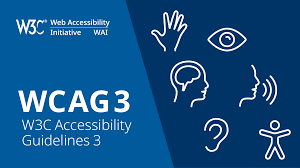 W3C® Web Accessibility
Initiative WAI
WCAG 3
W3C Accessibility
Guidelines 3